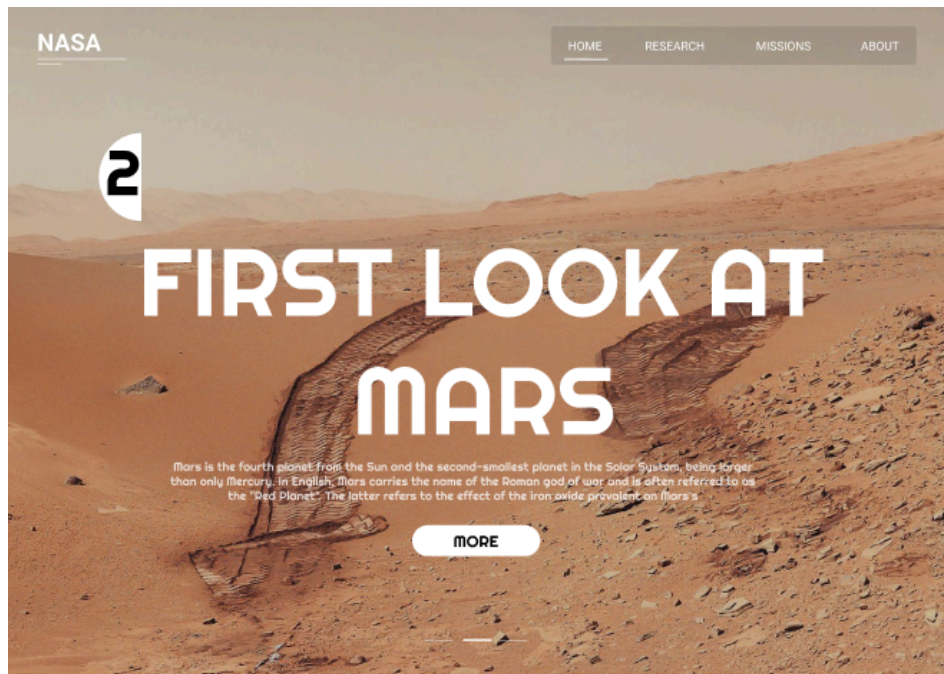 NASA
HOME RESEARCH MISSIONS ABOUT
2
FIRST LOOK AT
MARS
Mars is the fourth planet from the Sun and the second-smallest planet in the Solar System, being larger
than only Mercury. In English, Mars carries the name of the Roman god of war and is often referred to as
the "Red Planet". The latter refers to the effect of the iron oxide prevalent on Mars's
MORE